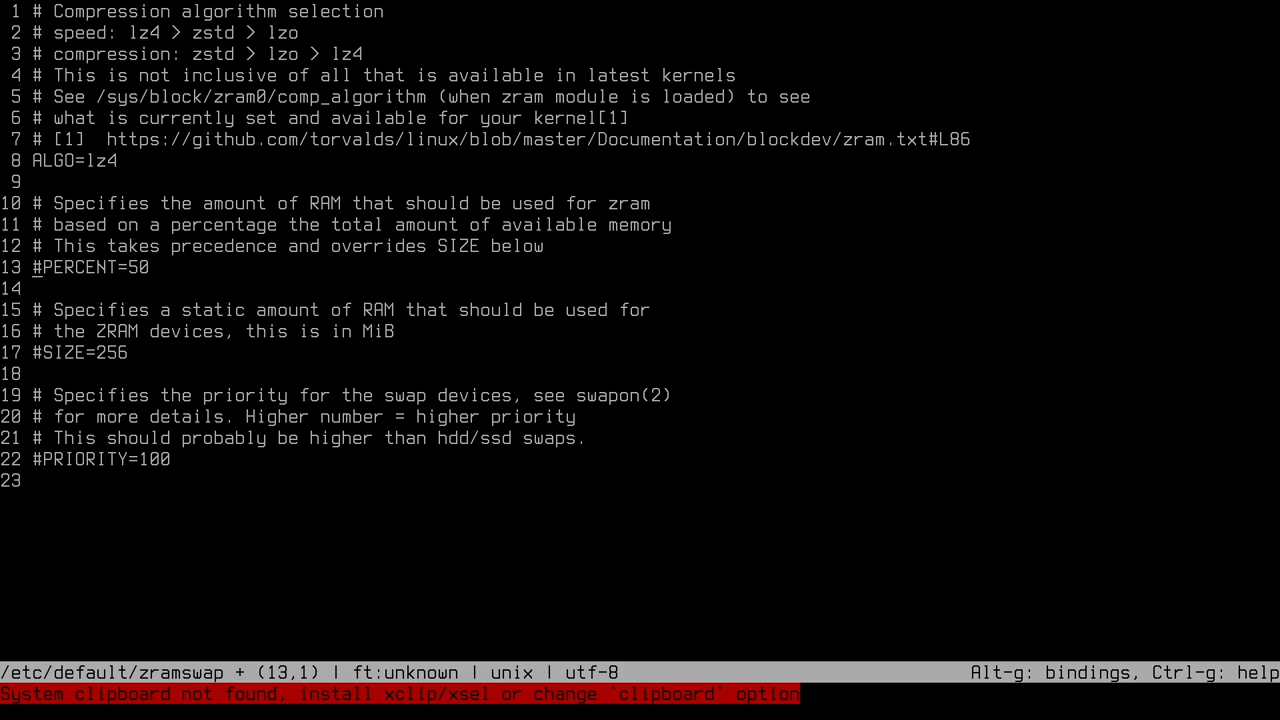 1 # Compression algorithm selection
2 # speed: lz4 > zstd > lzo
3 # compression: zstd > lzo > lz4
4 # This is not inclusive of all that is available in latest kernels
5 # See /sys/block/zram0/comp_algorithm (when zram module is loaded) to see
6 # what is currently set and available for your kernel[1]
7 # [1]  https://github.com/torvalds/linux/blob/master/Documentation/blockdev/zram.txt#L86
8 ALGO=lz4
9
10 # Specifies the amount of RAM that should be used for zram
11 # based on a percentage the total amount of available memory
12 # This takes precedence and overrides SIZE below
13 #PERCENT=50
14
15 # Specifies a static amount of RAM that should be used for
16 # the ZRAM devices, this is in MiB
17 #SIZE=256
18
19 # Specifies the priority for the swap devices, see swapon(2)
20 # for more details. Higher number = higher priority
21 # This should probably be higher than hdd/ssd swaps.
22 #PRIORITY=100
23
/etc/default/zramswap + (13,1) | ft:unknown | unix | utf-8 Alt-g: bindings, Ctrl-g: help
System clipboard not found, install xclip/xsel or change 'clipboard' option